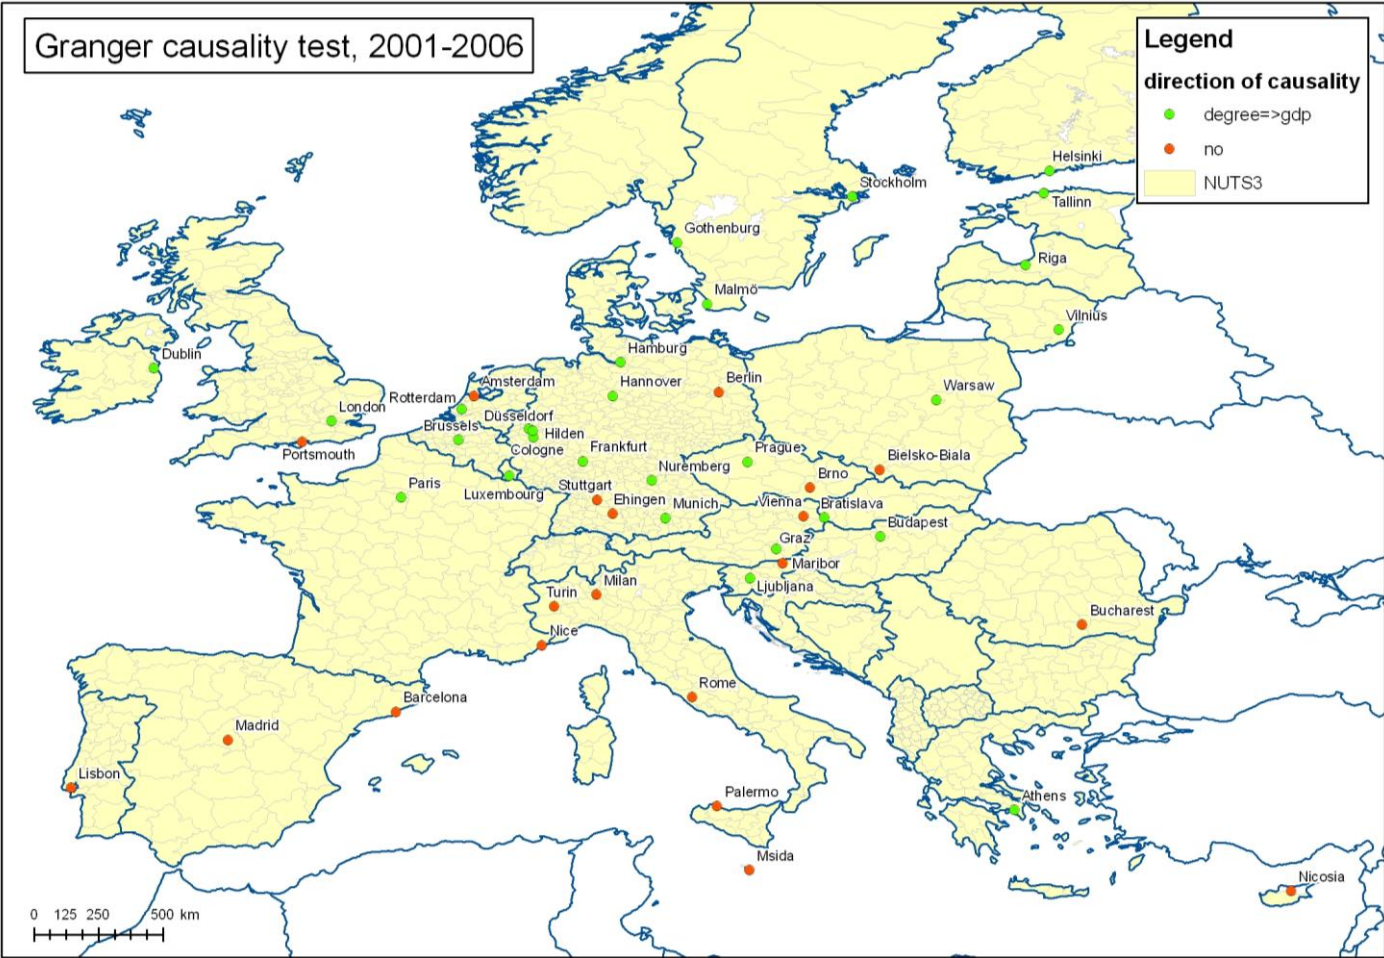 Granger causality test, 2001-2006
Legend
direction of causality
degree=>gdp
no
NUTS3
Helsinki
Stockholm
Tallinn
Gothenburg
Riga
Malmö
Vilnius
Hamburg
Dublin
Amsterdam
Hannover
Berlin
Warsaw
Rotterdam
London
Düsseldorf
Brussels
Hilden
Portsmouth
Cologne
Frankfurt
Prague
Bielsko-Biala
Nuremberg
Brno
Paris
Luxembourg
Stuttgart
Ehingen
Munich
Vienna
Bratislava
Budapest
Graz
Maribor
Ljubljana
Turin
Milan
Bucharest
Nice
Rome
Barcelona
Madrid
Lisbon
Palermo
Athens
Msida
Nicosia
0 125 250 500 km